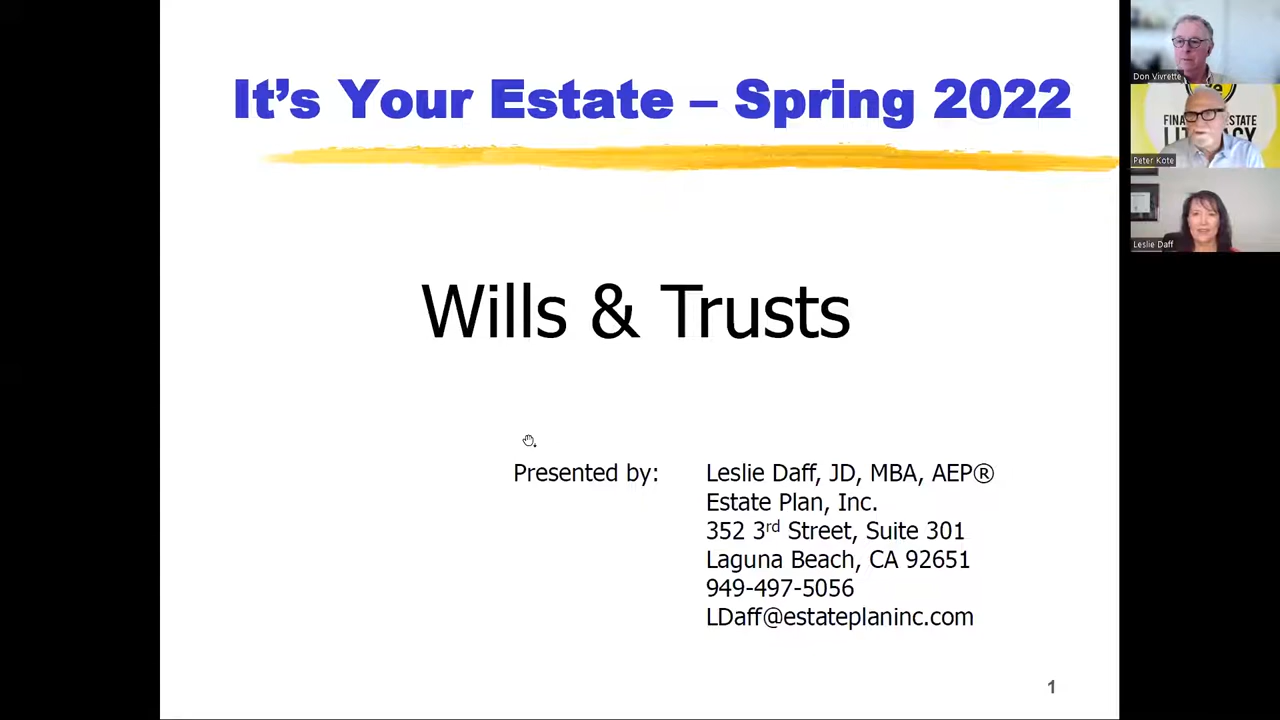 It's Your Estate – Spring 2022
Wills & Trusts
Presented by:
Leslie Daff, JD, MBA, AEP®
Estate Plan, Inc.
352 3rd Street, Suite 301
Laguna Beach, CA 92651
949-497-5056
LDaff@estateplaninc.com
1
Don Vivrette
Peter Kote
Leslie Daff